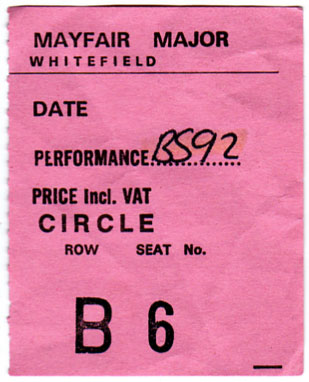 MAYFAIR MAJOR
WHITEFIELD
DATE
PERFORMANCE BS92
PRICE Incl. VAT
CIRCLE
ROW SEAT No.
B 6